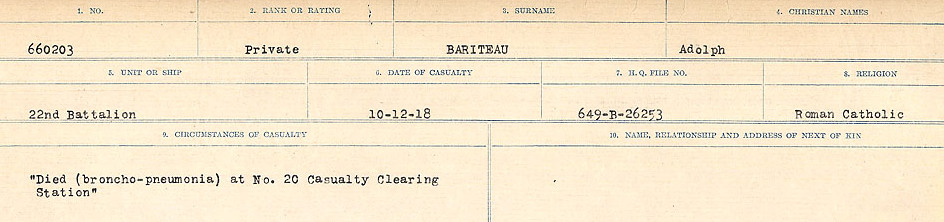 1. NO. 2. RANK OR RATING 3. SURNAME 4. CHRISTIAN NAMES
660203 Private BARITEAU Adolph
5. UNIT OR SHIP 6. DATE OF CASUALTY 7. H.Q. FILE NO. 8. RELIGION
22nd Battalion 10-12-18 649-B-26253 Roman Catholic
9. CIRCUMSTANCES OF CASUALTY 10. NAME, RELATIONSHIP AND ADDRESS OF NEXT OF KIN
"Died (broncho-pneumonia) at No. 20 Casualty Clearing
Station"